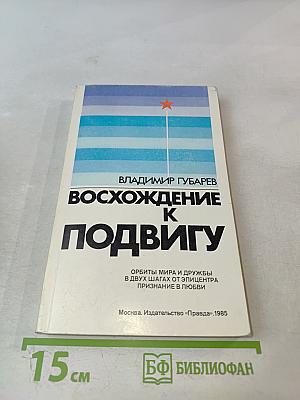 ВЛАДИМИР ГУБАРЕВ
ВОСХОЖДЕНИЕ
К
ПОДВИГУ
ОРБИТЫ МИРА И ДРУЖБЫ
В ДВУХ ШАГАХ ОТ ЭПИЦЕНТРА
ПРИЗНАНИЕ В ЛЮБВИ
Москва. Издательство «Правда», 1985
15 см
БФ БИБЛИОФАН